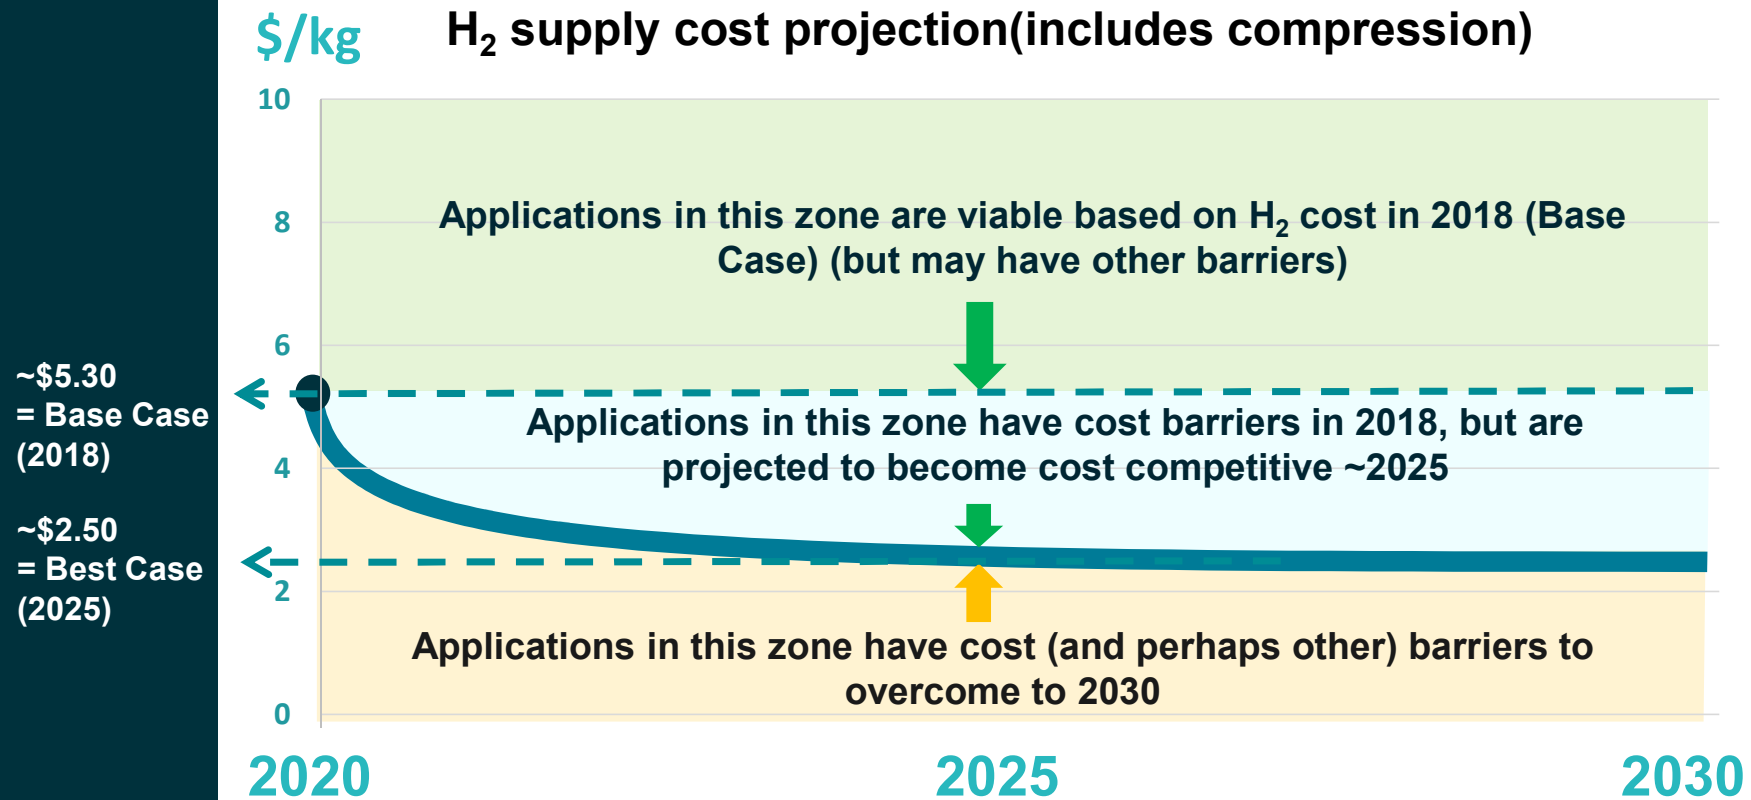 $/kg
H₂ supply cost projection(includes compression)
10
8
6
4
2
0
Applications in this zone are viable based on H₂ cost in 2018 (Base
Case) (but may have other barriers)
~$5.30
= Base Case
(2018)
Applications in this zone have cost barriers in 2018, but are
projected to become cost competitive ~2025
~$2.50
= Best Case
(2025)
Applications in this zone have cost (and perhaps other) barriers to
overcome to 2030
2020
2025
2030